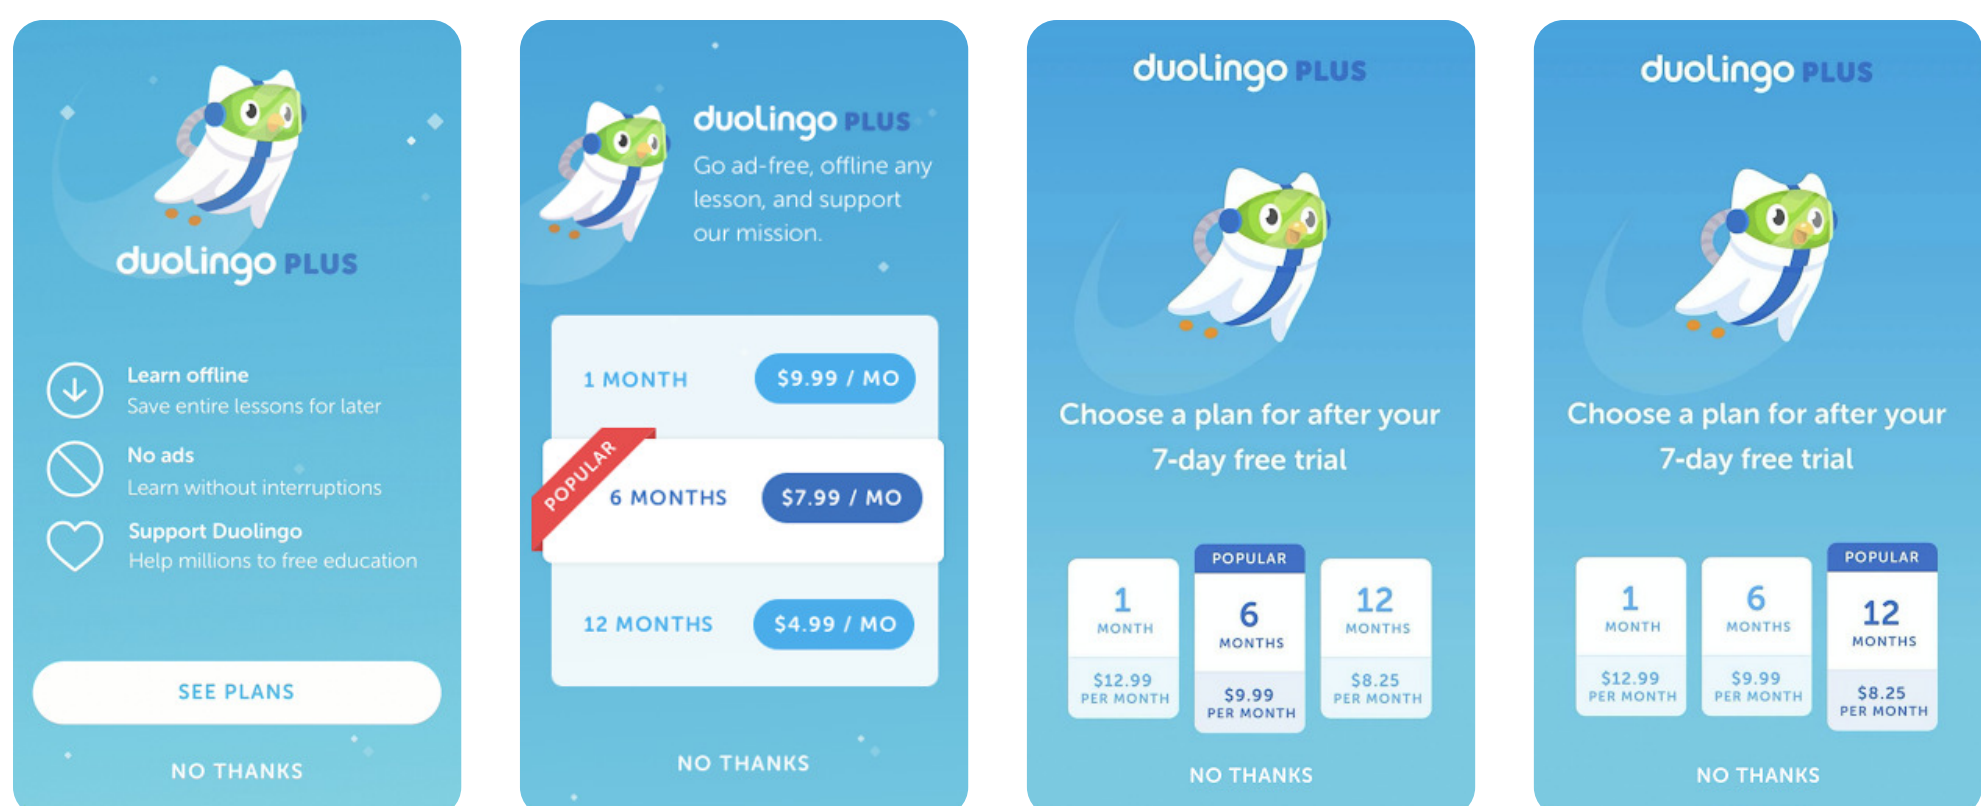 duolingo PLUS
Learn offline
Save entire lessons for later
No ads
Learn without interruptions
Support Duolingo
Help millions to free education
SEE PLANS
NO THANKS
duolingo PLUS
Go ad-free, offline any
lesson, and support
our mission.
1 MONTH $9.99 / MO
POPULAR
6 MONTHS $7.99 / MO
12 MONTHS $4.99 / MO
NO THANKS
duolingo PLUS
Choose a plan for after your
7-day free trial
1
MONTH
$12.99
PER MONTH
POPULAR
6
MONTHS
$9.99
PER MONTH
12
MONTHS
$8.25
PER MONTH
NO THANKS
duolingo PLUS
Choose a plan for after your
7-day free trial
1
MONTH
$12.99
PER MONTH
6
MONTHS
$9.99
PER MONTH
POPULAR
12
MONTHS
$8.25
PER MONTH
NO THANKS